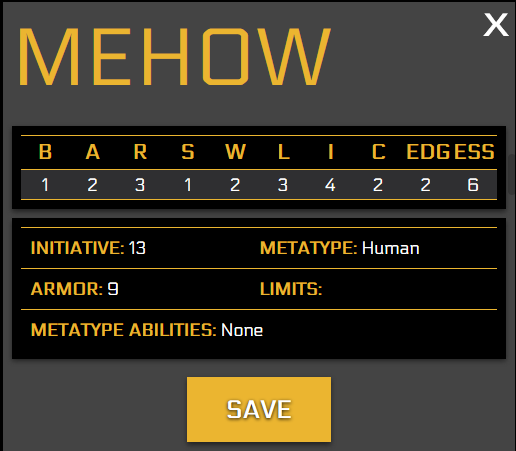 X
MEHOW
B A R S W L I C EDG ESS
1 2 3 1 2 3 4 2 2 6
INITIATIVE: 13 METATYPE: Human
ARMOR: 9 LIMITS:
METATYPE ABILITIES: None
SAVE